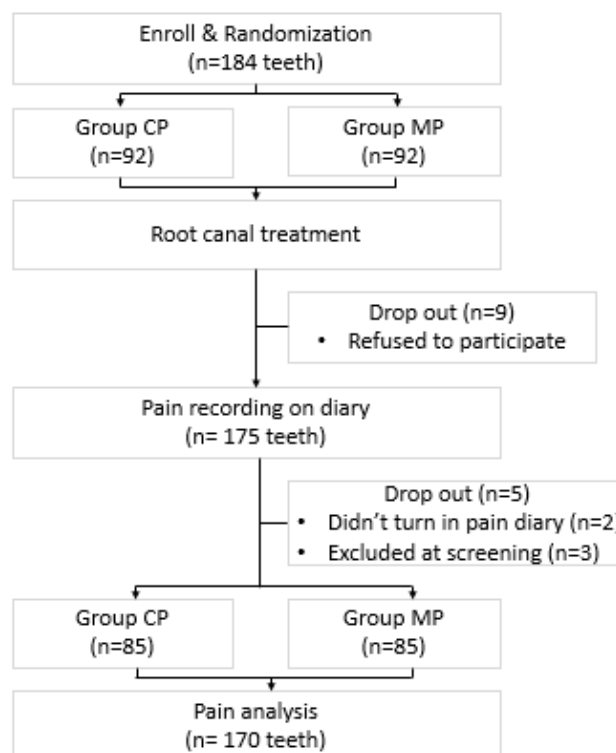 Enroll & Randomization
(n=184 teeth)
Group CP
(n=92)
Group MP
(n=92)
Root canal treatment
Drop out (n=9)
• Refused to participate
Pain recording on diary
(n= 175 teeth)
Drop out (n=5)
• Didn't turn in pain diary (n=2)
• Excluded at screening (n=3)
Group CP
(n=85)
Group MP
(n=85)
Pain analysis
(n= 170 teeth)